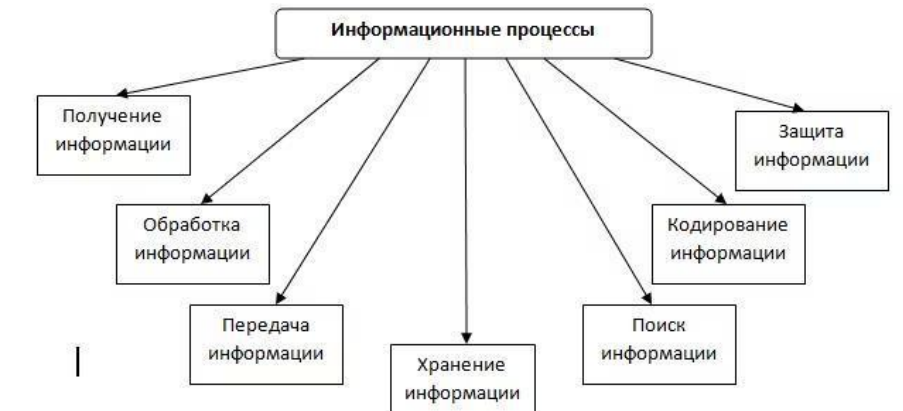 Информационные процессы
Получение
информации
Защита
информации
Обработка
информации
Кодирование
информации
Передача
информации
Поиск
информации
Хранение
информации